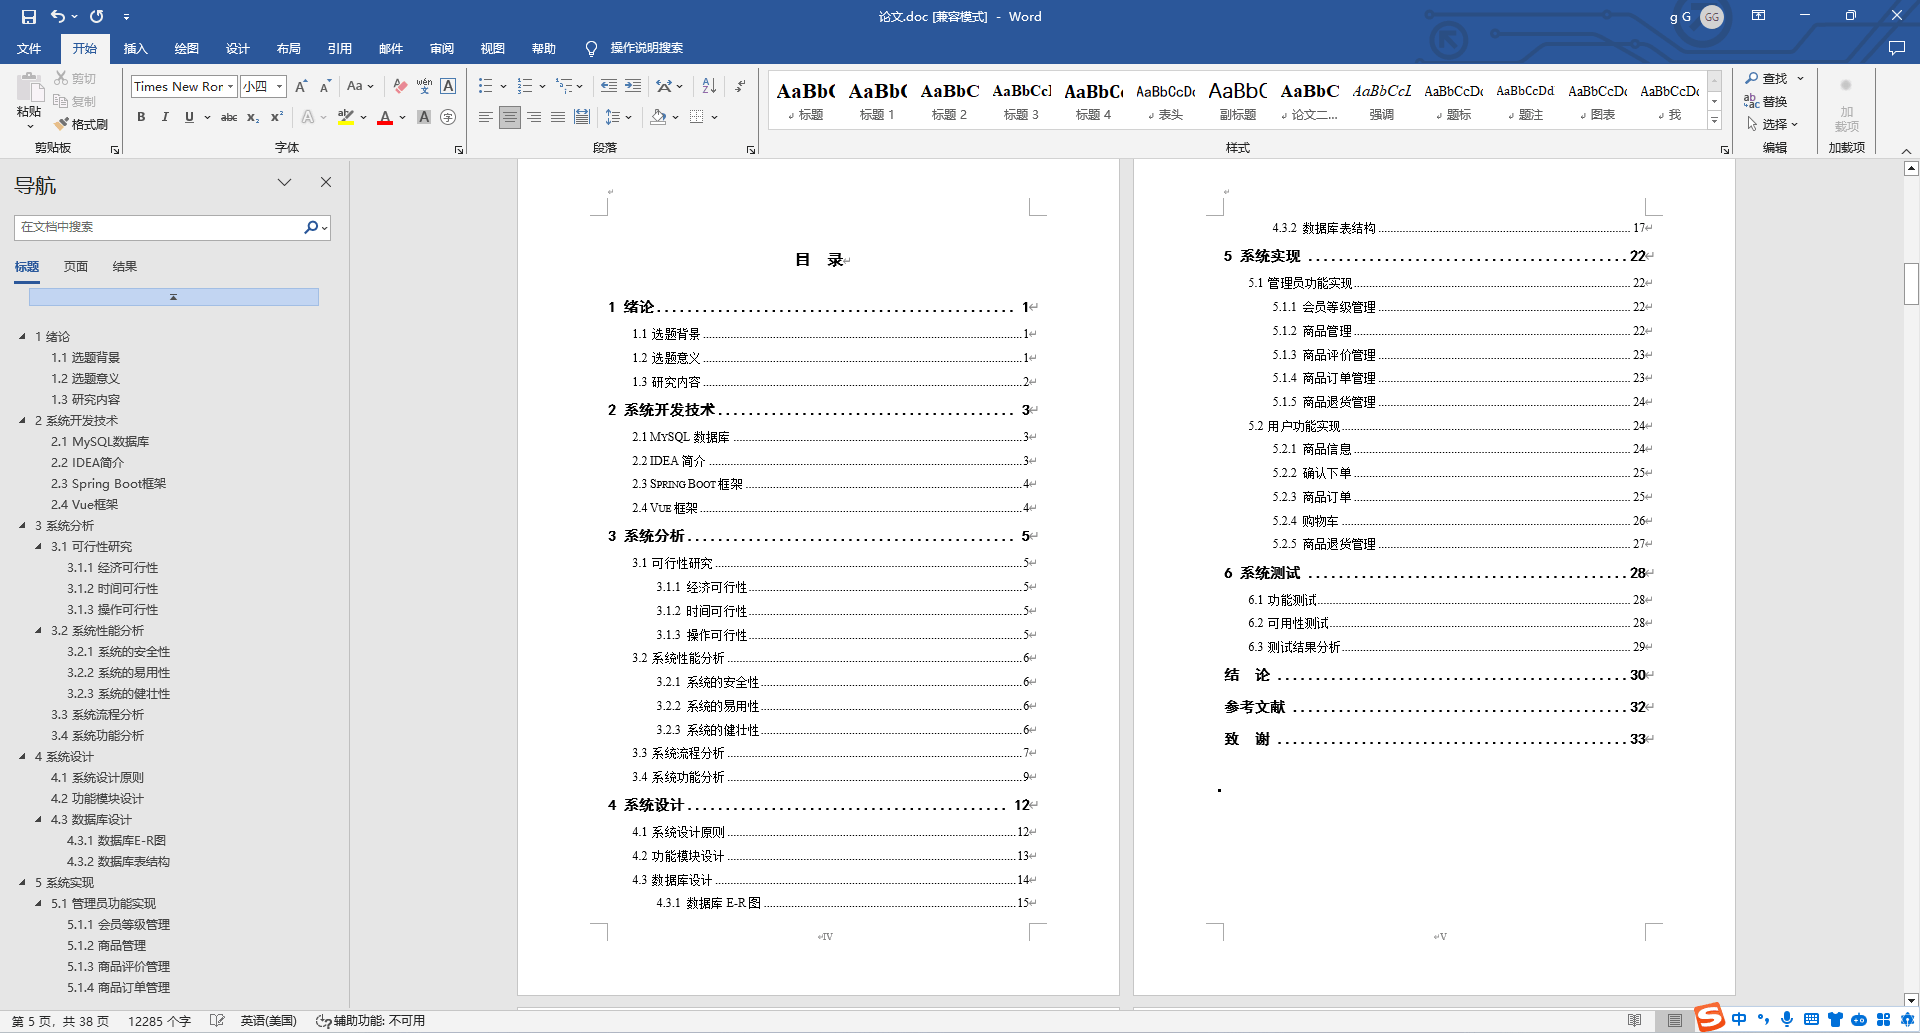 论文.doc [兼容模式] - Word
g G
GG
文件 开始 插入 绘图 设计 布局 引用 邮件 审阅 视图 帮助 操作说明搜索
粘贴
剪切
复制
格式刷
剪贴板
Times New Ror
小四
Aa
wén
文
A
B I U abc x₂ x² A ab A A 字
字体
段落
AaBbC AaBbC AaBbC AaBbCcI AaBbCc AaBbCcDc AaBbC AaBbC AaBbCcL AaBbCcDc AaBbCcDd AaBbCcDc AaBbCcDc
标题 标题 1 标题 2 标题 3 标题 4 表头 副标题 论文二... 强调 题标 题注 图表 我
样式
查找
替换
选择
编辑
加
载项
加载项
导航
在文档中搜索
标题 页面 结果
1 绪论
1.1 选题背景
1.2 选题意义
1.3 研究内容
2 系统开发技术
2.1 MySQL数据库
2.2 IDEA简介
2.3 Spring Boot框架
2.4 Vue框架
3 系统分析
3.1 可行性研究
3.1.1 经济可行性
3.1.2 时间可行性
3.1.3 操作可行性
3.2 系统性能分析
3.2.1 系统的安全性
3.2.2 系统的易用性
3.2.3 系统的健壮性
3.3 系统流程分析
3.4 系统功能分析
4 系统设计
4.1 系统设计原则
4.2 功能模块设计
4.3 数据库设计
4.3.1 数据库E-R图
4.3.2 数据库表结构
5 系统实现
5.1 管理员功能实现
5.1.1 会员等级管理
5.1.2 商品管理
5.1.3 商品评价管理
5.1.4 商品订单管理
目 录
1 绪论 1
1.1 选题背景 1
1.2 选题意义 1
1.3 研究内容 2
2 系统开发技术 3
2.1 MYSQL 数据库 3
2.2 IDEA 简介 3
2.3 SPRING BOOT 框架 4
2.4 VUE 框架 4
3 系统分析 5
3.1 可行性研究 5
3.1.1 经济可行性 5
3.1.2 时间可行性 5
3.1.3 操作可行性 5
3.2 系统性能分析 6
3.2.1 系统的安全性 6
3.2.2 系统的易用性 6
3.2.3 系统的健壮性 6
3.3 系统流程分析 7
3.4 系统功能分析 9
4 系统设计 12
4.1 系统设计原则 12
4.2 功能模块设计 13
4.3 数据库设计 14
4.3.1 数据库 E-R 图 15
IV
4.3.2 数据库表结构 17
5 系统实现 22
5.1 管理员功能实现 22
5.1.1 会员等级管理 22
5.1.2 商品管理 22
5.1.3 商品评价管理 23
5.1.4 商品订单管理 23
5.1.5 商品退货管理 24
5.2 用户功能实现 24
5.2.1 商品信息 24
5.2.2 确认下单 25
5.2.3 商品订单 25
5.2.4 购物车 26
5.2.5 商品退货管理 27
6 系统测试 28
6.1 功能测试 28
6.2 可用性测试 28
6.3 测试结果分析 29
结 论 30
参考文献 32
致 谢 33
V
第 5 页，共 38 页 12285 个字 英语(美国) 辅助功能: 不可用
S 中